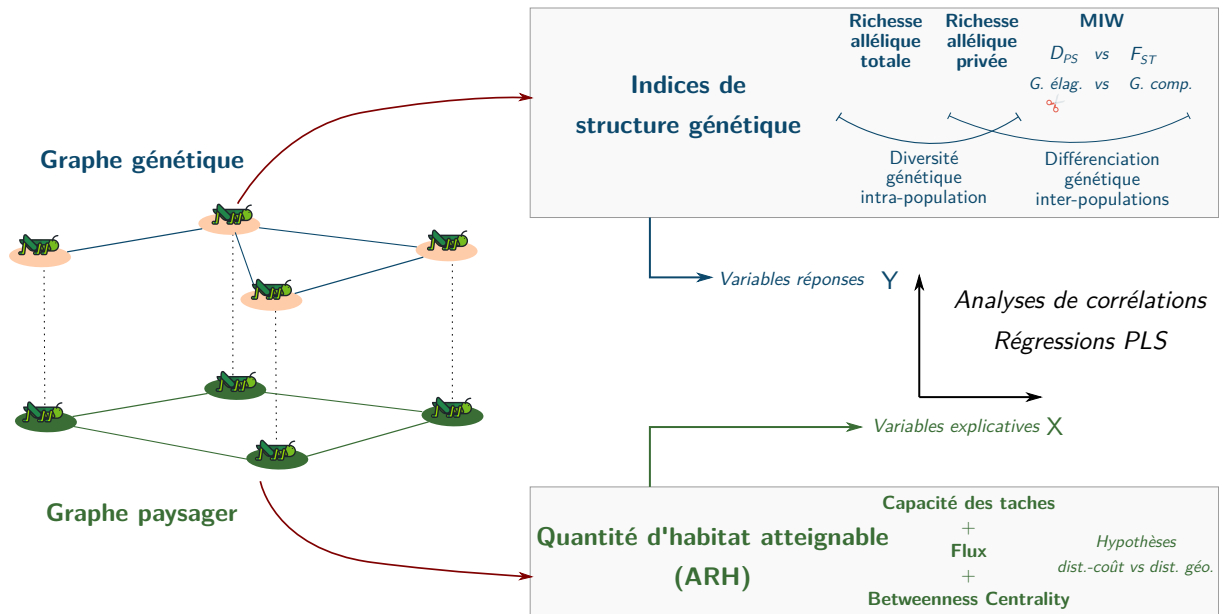 Graphe génétique
Graphe paysager
Indices de
structure génétique
Richesse
allélique
totale
Richesse
allélique
privée
MIW
D_PS vs F_ST
G. élag. vs G. comp.
Diversité
génétique
intra-population
Différenciation
génétique
inter-populations
Variables réponses Y
Analyses de corrélations
Régressions PLS
Variables explicatives X
Quantité d'habitat atteignable
(ARH)
Capacité des taches
+
Flux
+
Betweenness Centrality
Hypothèses
dist.-coût vs dist. géo.